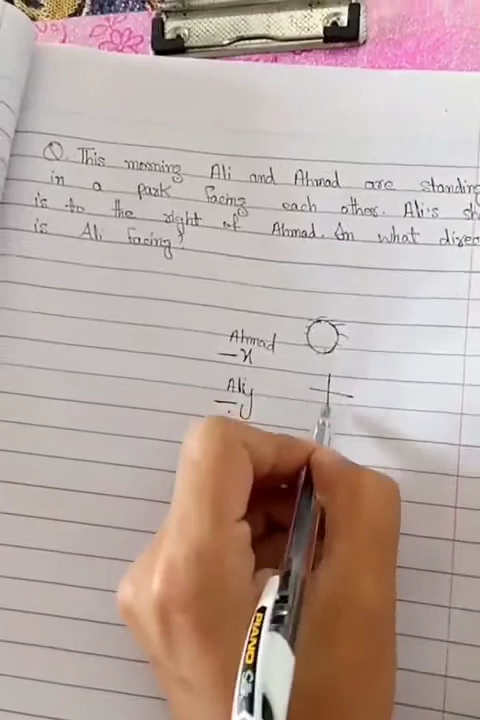 Q. This morning Ali and Ahmad are standing
in a park facing each other. Ali's sh
is to the right of Ahmad. In what direc
is Ali facing?
Ahmad
— x
Ali
— y
PIANO